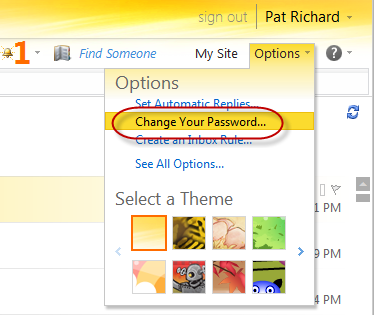 sign out Pat Richard
1 Find Someone My Site Options
Options
Set Automatic Replies...
Change Your Password...
Create an Inbox Rule...
See All Options...
Select a Theme
1 PM
9 PM
4 PM